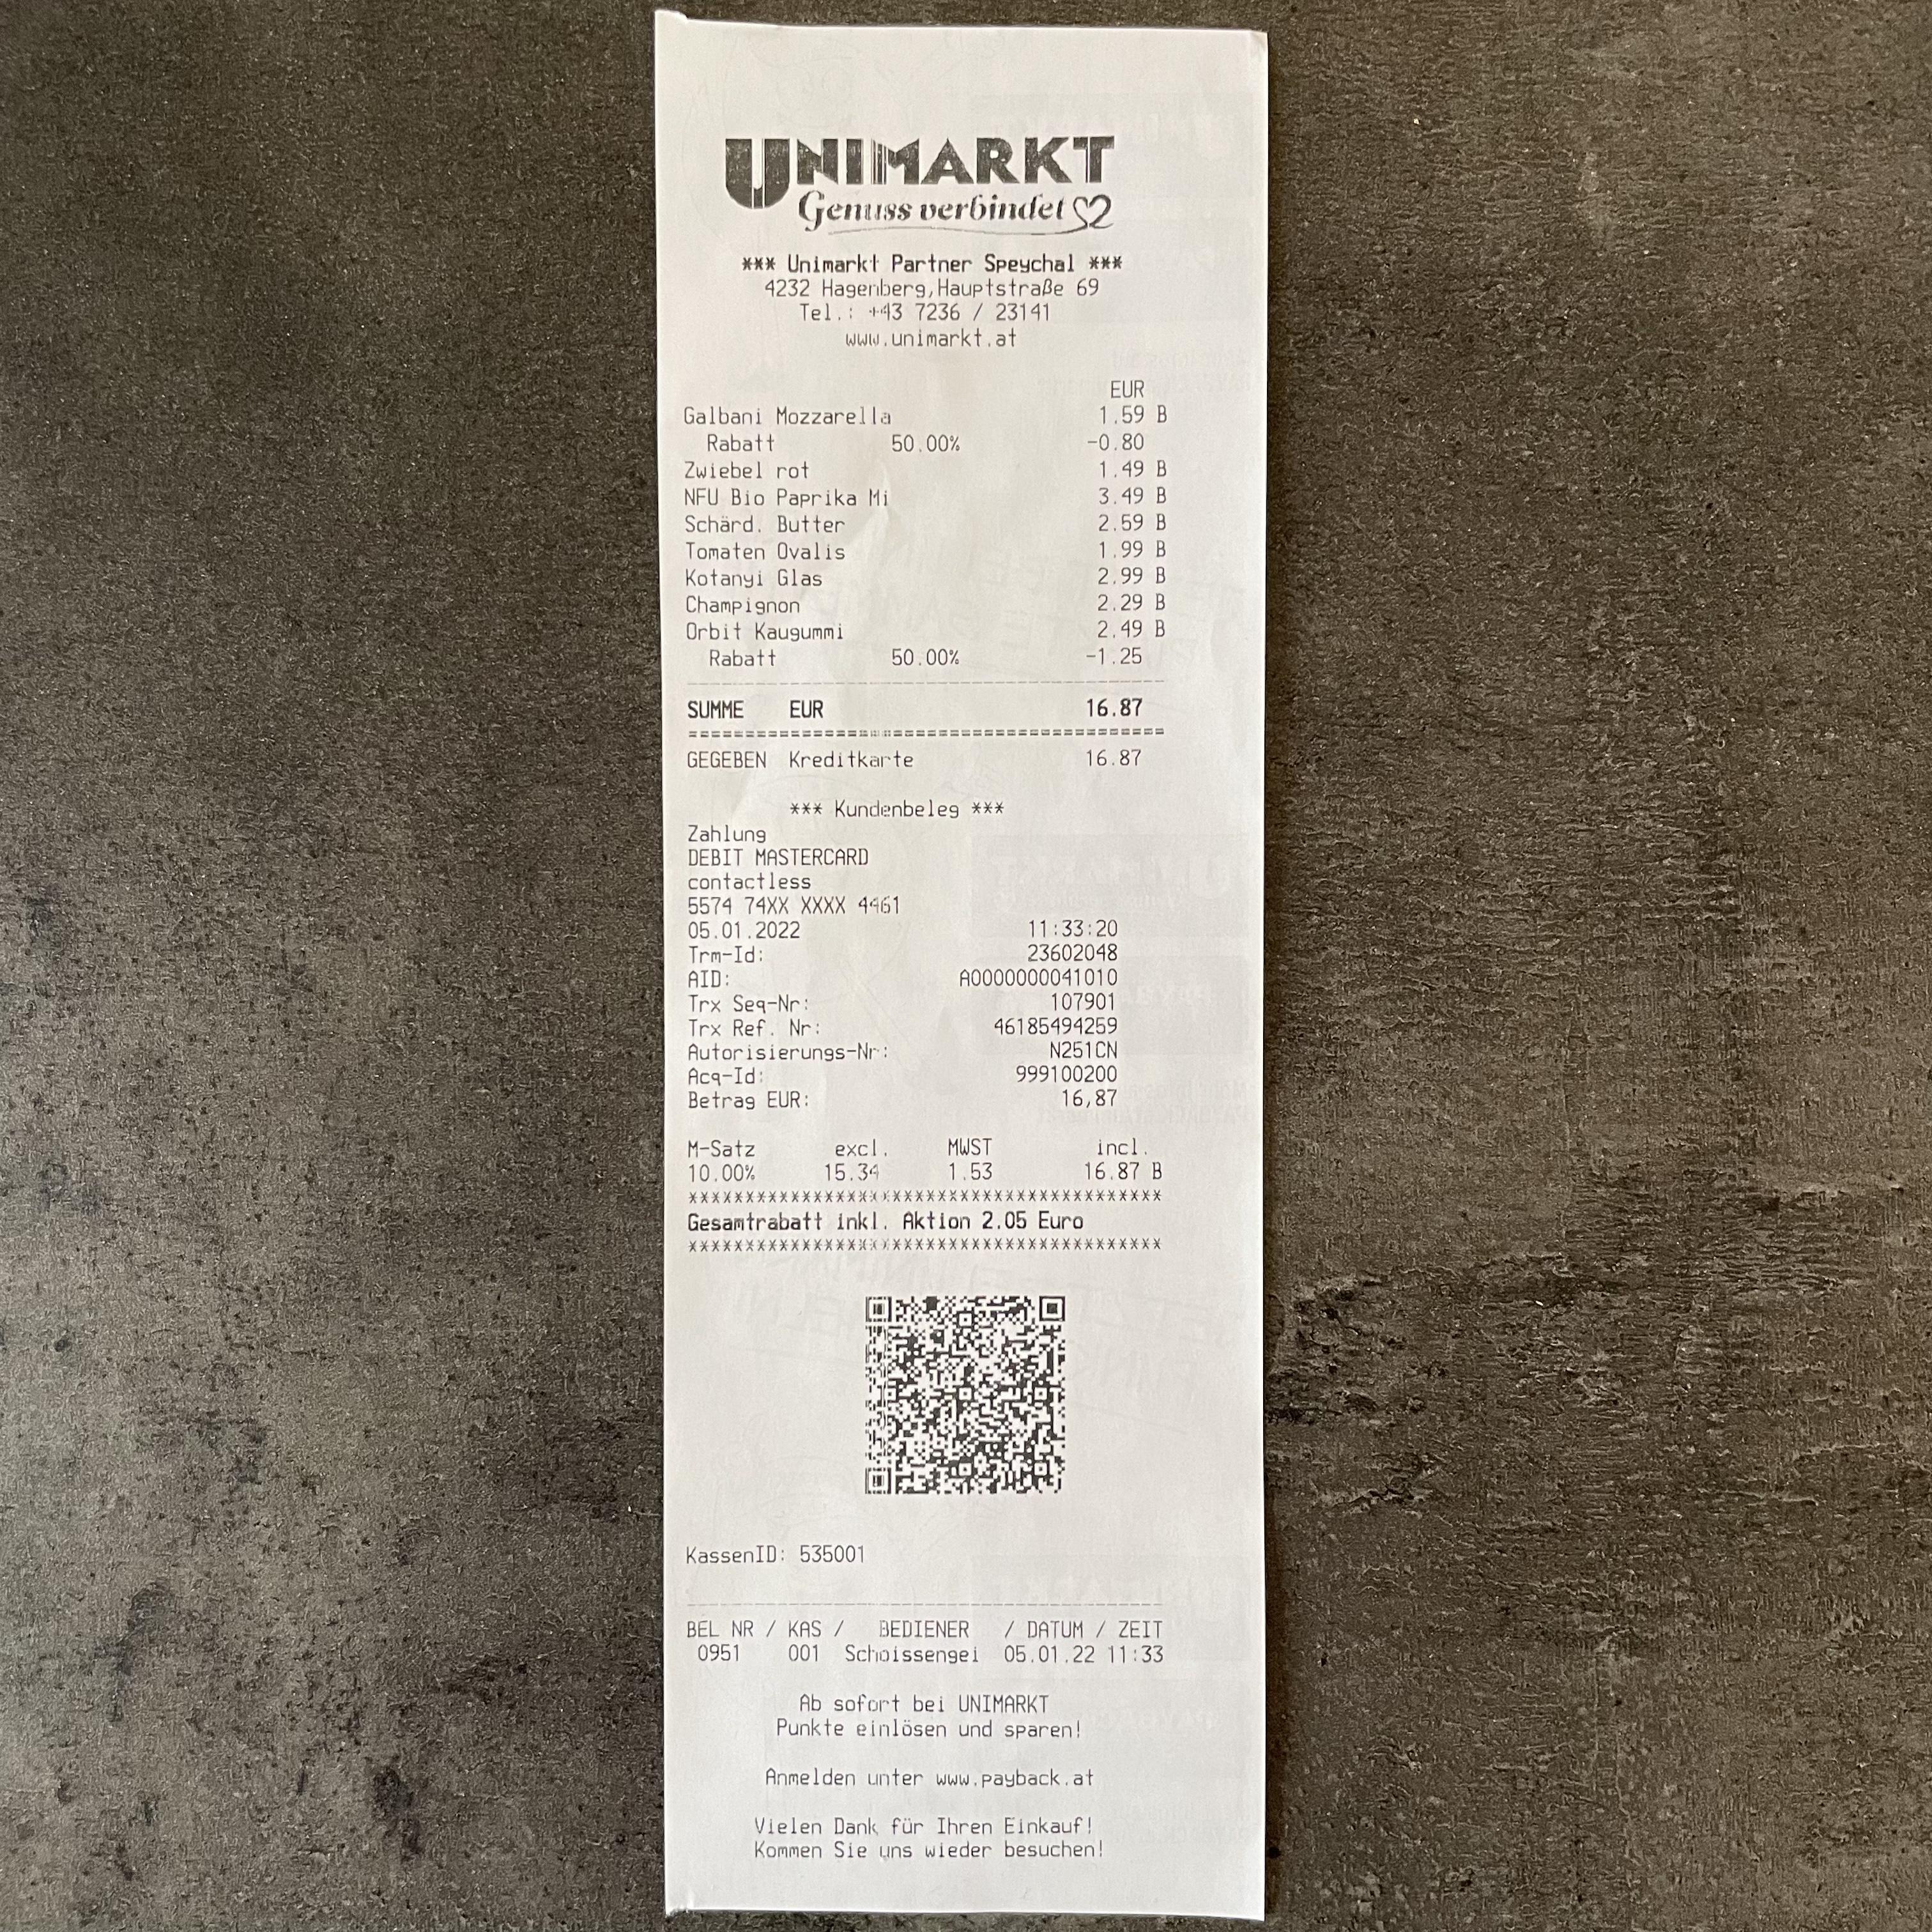 UNIMARKT
Genuss verbindet
*** Unimarkt Partner Speychal ***
4232 Hagenberg,Hauptstraße 69
Tel.: +43 7236 / 23141
www.unimarkt.at
EUR
Galbani Mozzarella 1.59 B
Rabatt 50.00% -0.80
Zwiebel rot 1.49 B
NFU Bio Paprika Mi 3.49 B
Schärd. Butter 2.59 B
Tomaten Ovalis 1.99 B
Kotanyi Glas 2.99 B
Champignon 2.29 B
Orbit Kaugummi 2.49 B
Rabatt 50.00% -1.25
SUMME EUR 16.87
GEGEBEN Kreditkarte 16.87
*** Kundenbeleg ***
Zahlung
DEBIT MASTERCARD
contactless
5574 74XX XXXX 4461
05.01.2022 11:33:20
Trm-Id: 23602048
AID: A0000000041010
Trx Seq-Nr: 107901
Trx Ref. Nr: 46185494259
Autorisierungs-Nr: N251CN
Acq-Id: 999100200
Betrag EUR: 16,87
M-Satz excl. MWST incl.
10.00% 15.34 1.53 16.87 B
Gesamtrabatt inkl. Aktion 2.05 Euro
KassenID: 535001
BEL NR / KAS / BEDIENER / DATUM / ZEIT
0951 001 Schoissengei 05.01.22 11:33
Ab sofort bei UNIMARKT
Punkte einlösen und sparen!
Anmelden unter www.payback.at
Vielen Dank für Ihren Einkauf!
Kommen Sie uns wieder besuchen!